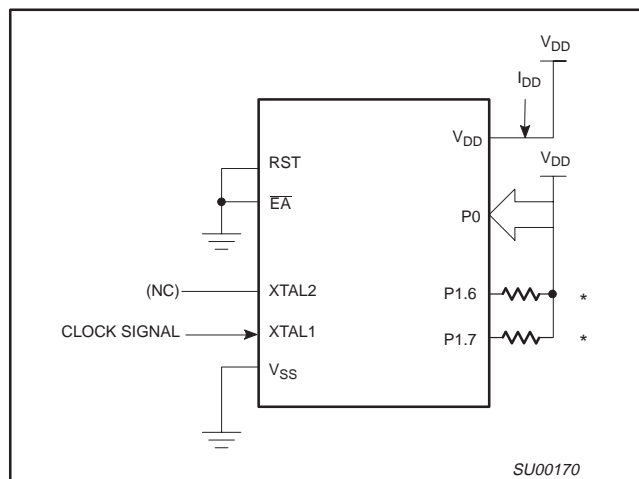 VDD
IDD
VDD
RST
VDD
EA
P0
(NC)
XTAL2
P1.6
*
CLOCK SIGNAL
XTAL1
P1.7
*
VSS
SU00170